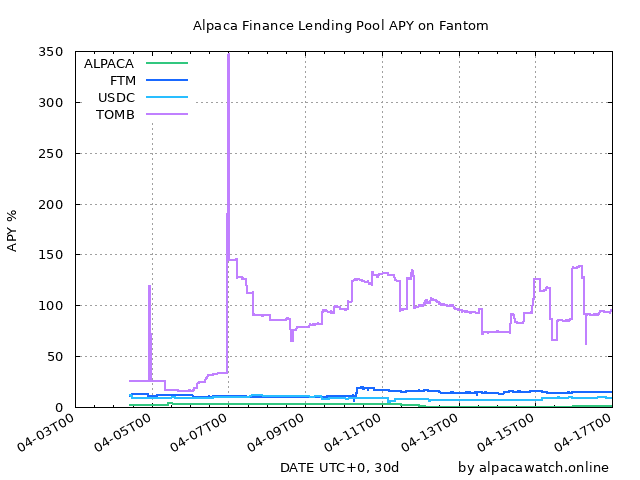 Alpaca Finance Lending Pool APY on Fantom
APY %
350
300
250
200
150
100
50
0
ALPACA
FTM
USDC
TOMB
04-03T00
04-05T00
04-07T00
04-09T00
04-11T00
04-13T00
04-15T00
04-17T00
DATE UTC+0, 30d
by alpacawatch.online